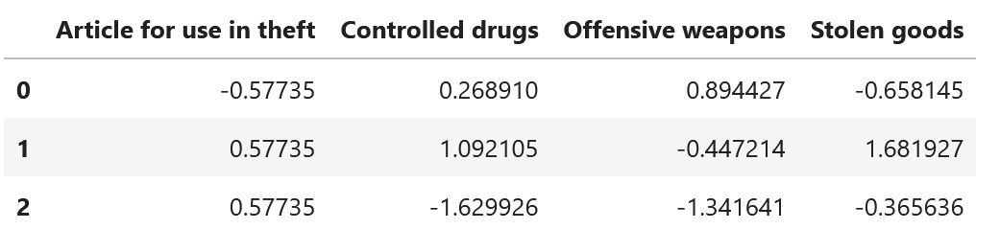 Article for use in theft Controlled drugs Offensive weapons Stolen goods
0 -0.57735 0.268910 0.894427 -0.658145
1 0.57735 1.092105 -0.447214 1.681927
2 0.57735 -1.629926 -1.341641 -0.365636